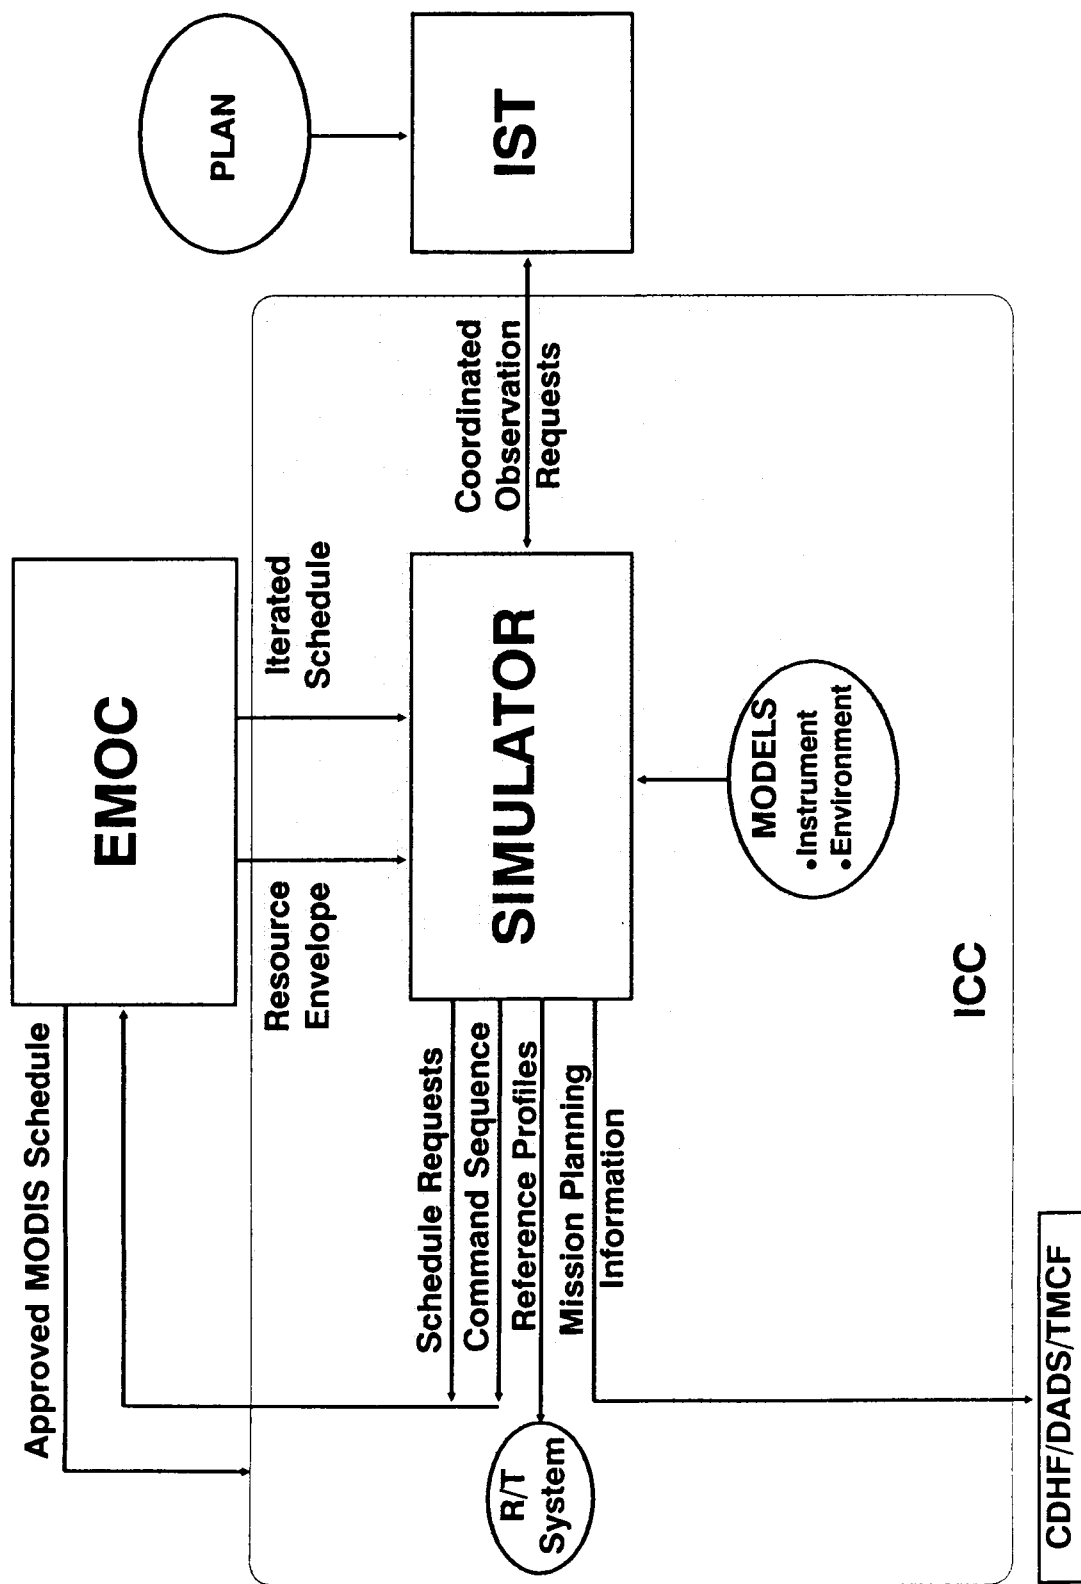 PLAN
IST
EMOC
Approved MODIS Schedule
Resource
Envelope
Iterated
Schedule
Coordinated
Observation
Requests
SIMULATOR
Schedule Requests
Command Sequence
Reference Profiles
Mission Planning
Information
R/T
System
MODELS
•Instrument
•Environment
ICC
CDHF/DADS/TMCF